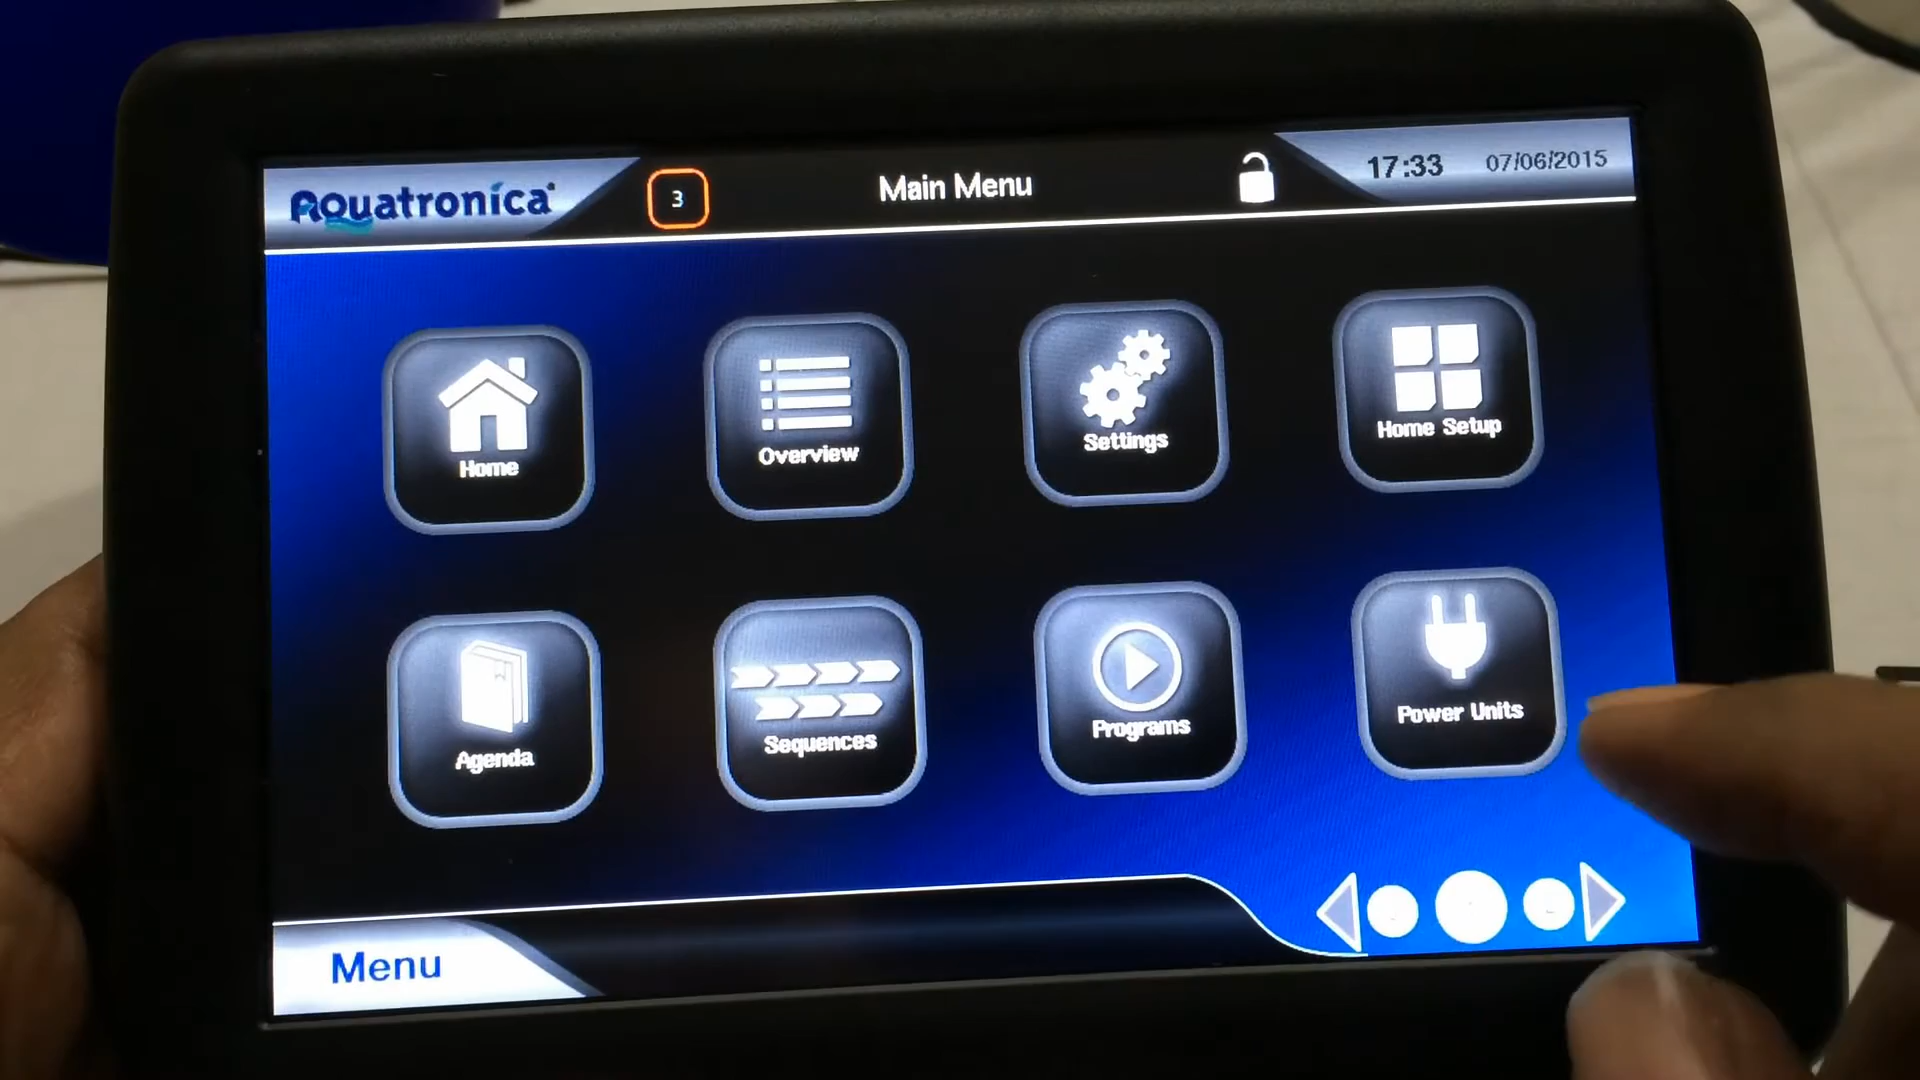 Aquatronica
3
Main Menu
17:33
07/06/2015
Home
Overview
Settings
Home Setup
Agenda
Sequences
Programs
Power Units
Menu